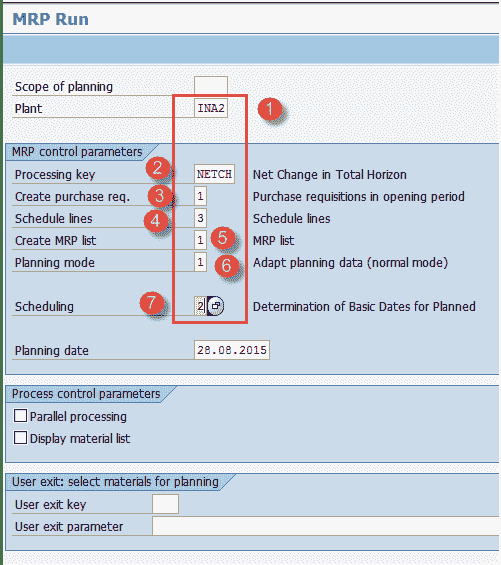 MRP Run
Scope of planning
Plant INA2 1
MRP control parameters
Processing key 2 NETCH Net Change in Total Horizon
Create purchase req. 3 1 Purchase requisitions in opening period
Schedule lines 4 3 Schedule lines
Create MRP list 1 5 MRP list
Planning mode 1 6 Adapt planning data (normal mode)
Scheduling 7 2 Determination of Basic Dates for Planned
Planning date 28.08.2015
Process control parameters
Parallel processing
Display material list
User exit: select materials for planning
User exit key
User exit parameter